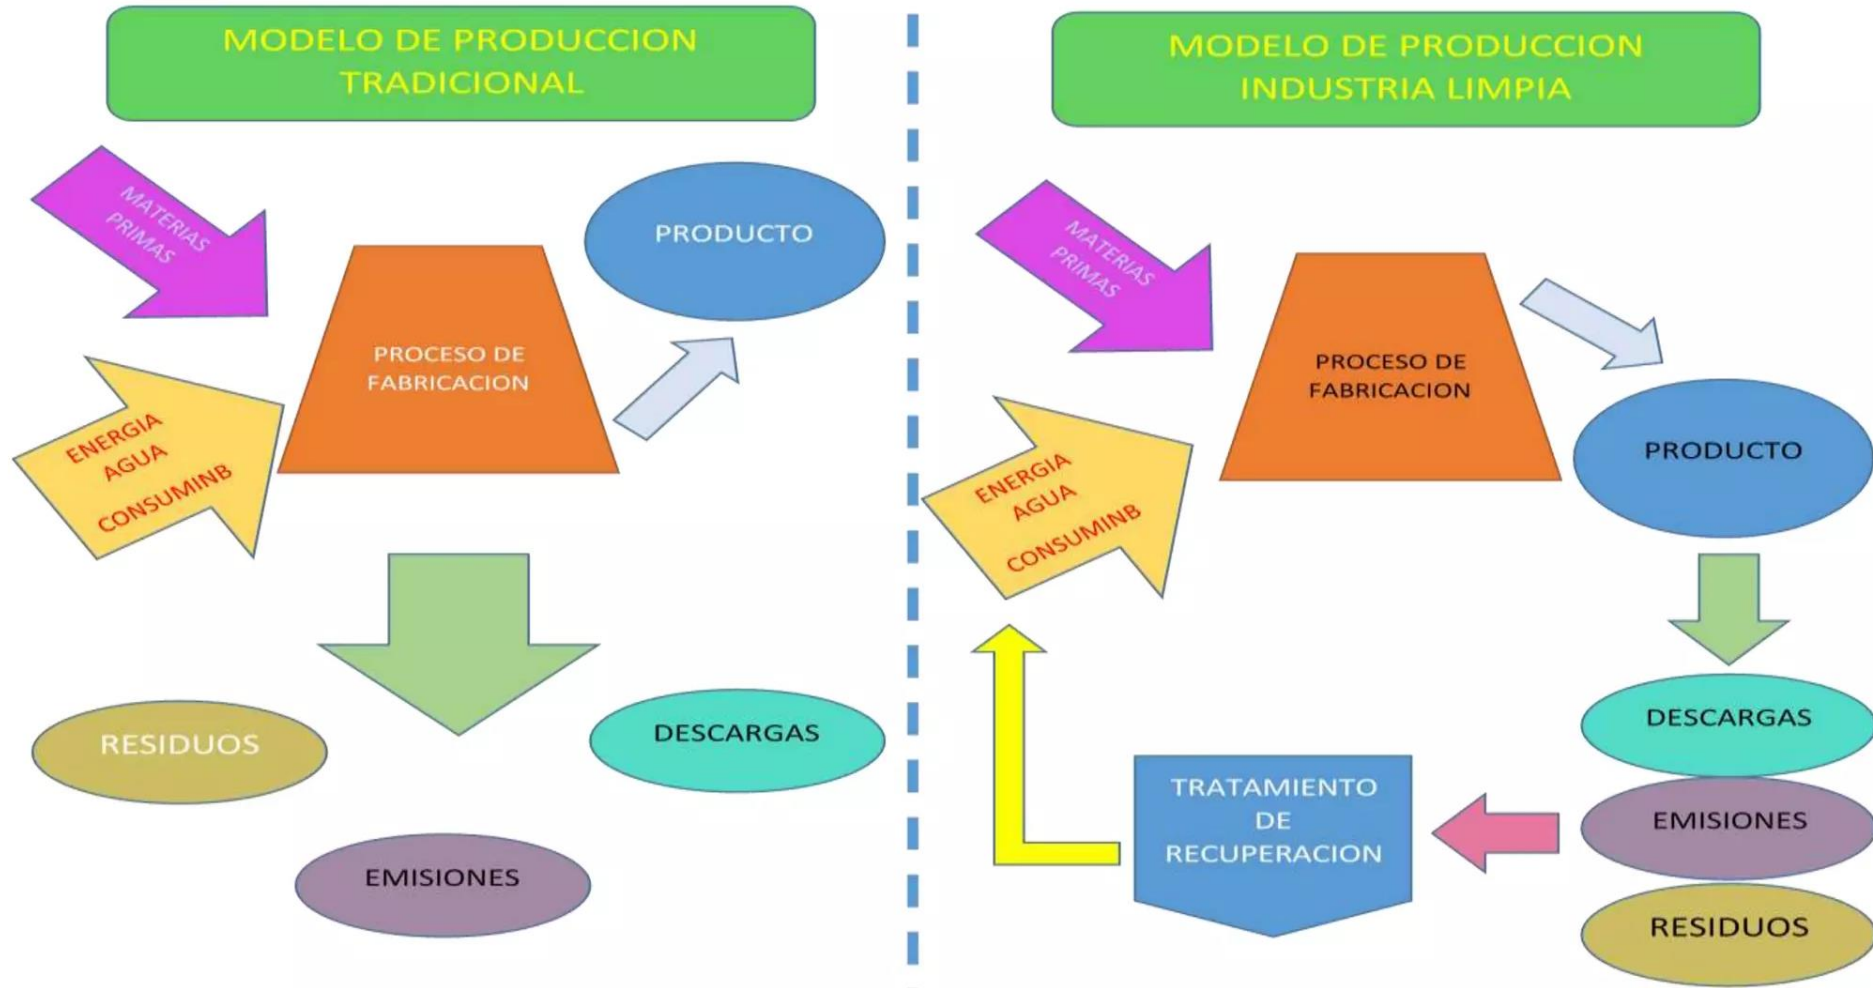 MODELO DE PRODUCCION
TRADICIONAL
MATERIAS
PRIMAS
PRODUCTO
PROCESO DE
FABRICACION
ENERGIA
AGUA
CONSUMINB
RESIDUOS
DESCARGAS
EMISIONES
MODELO DE PRODUCCION
INDUSTRIA LIMPIA
MATERIAS
PRIMAS
PROCESO DE
FABRICACION
PRODUCTO
ENERGIA
AGUA
CONSUMINB
DESCARGAS
EMISIONES
RESIDUOS
TRATAMIENTO
DE
RECUPERACION